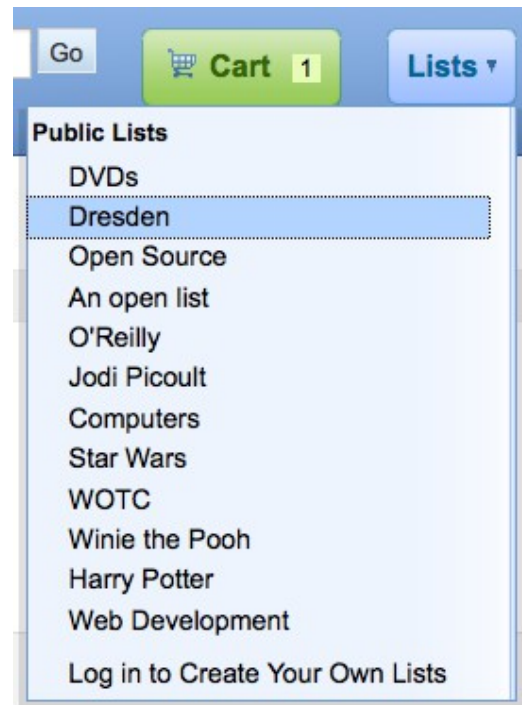 Go Cart 1 Lists
Public Lists
DVDs
Dresden
Open Source
An open list
O'Reilly
Jodi Picoult
Computers
Star Wars
WOTC
Winie the Pooh
Harry Potter
Web Development
Log in to Create Your Own Lists